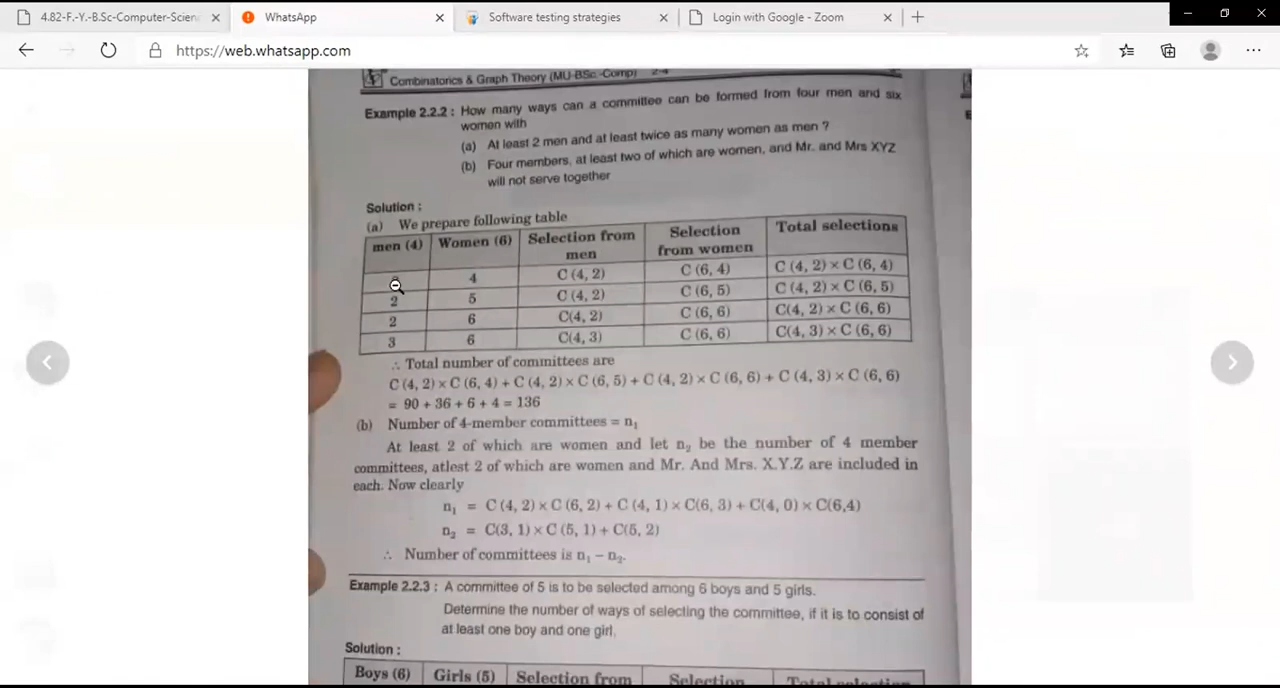 4.82-F.-Y.-B.Sc-Computer-Scien
WhatsApp
Software testing strategies
Login with Google - Zoom
https://web.whatsapp.com
Combinatorics & Graph Theory (MU-BSc -Comp) 2-4
Example 2.2.2 : How many ways can a committee can be formed from four men and six
women with
(a) At least 2 men and at least twice as many women as men ?
(b) Four members, at least two of which are women, and Mr. and Mrs XYZ
will not serve together
Solution :
(a) We prepare following table
men (4) Women (6) Selection from men Selection from women Total selections
4 C (4, 2) C (6, 4) C (4, 2) × C (6, 4)
2 5 C (4, 2) C (6, 5) C (4, 2) × C (6, 5)
2 6 C(4, 2) C (6, 6) C(4, 2) × C (6, 6)
3 6 C(4, 3) C (6, 6) C(4, 3) × C (6, 6)
∴ Total number of committees are
C (4, 2) × C (6, 4) + C (4, 2) × C (6, 5) + C (4, 2) × C (6, 6) + C (4, 3) × C (6, 6)
= 90 + 36 + 6 + 4 = 136
(b) Number of 4-member committees = n₁
At least 2 of which are women and let n₂ be the number of 4 member
committees, atlest 2 of which are women and Mr. And Mrs. X.Y.Z are included in
each. Now clearly
n₁ = C (4, 2) × C (6, 2) + C (4, 1) × C(6, 3) + C(4, 0) × C(6,4)
n₂ = C(3, 1) × C (5, 1) + C(5, 2)
∴ Number of committees is n₁ – n₂.
Example 2.2.3 : A committee of 5 is to be selected among 6 boys and 5 girls.
Determine the number of ways of selecting the committee, if it is to consist of
at least one boy and one girl.
Solution :
Boys (6) Girls (5) Selection from Selection Total selection